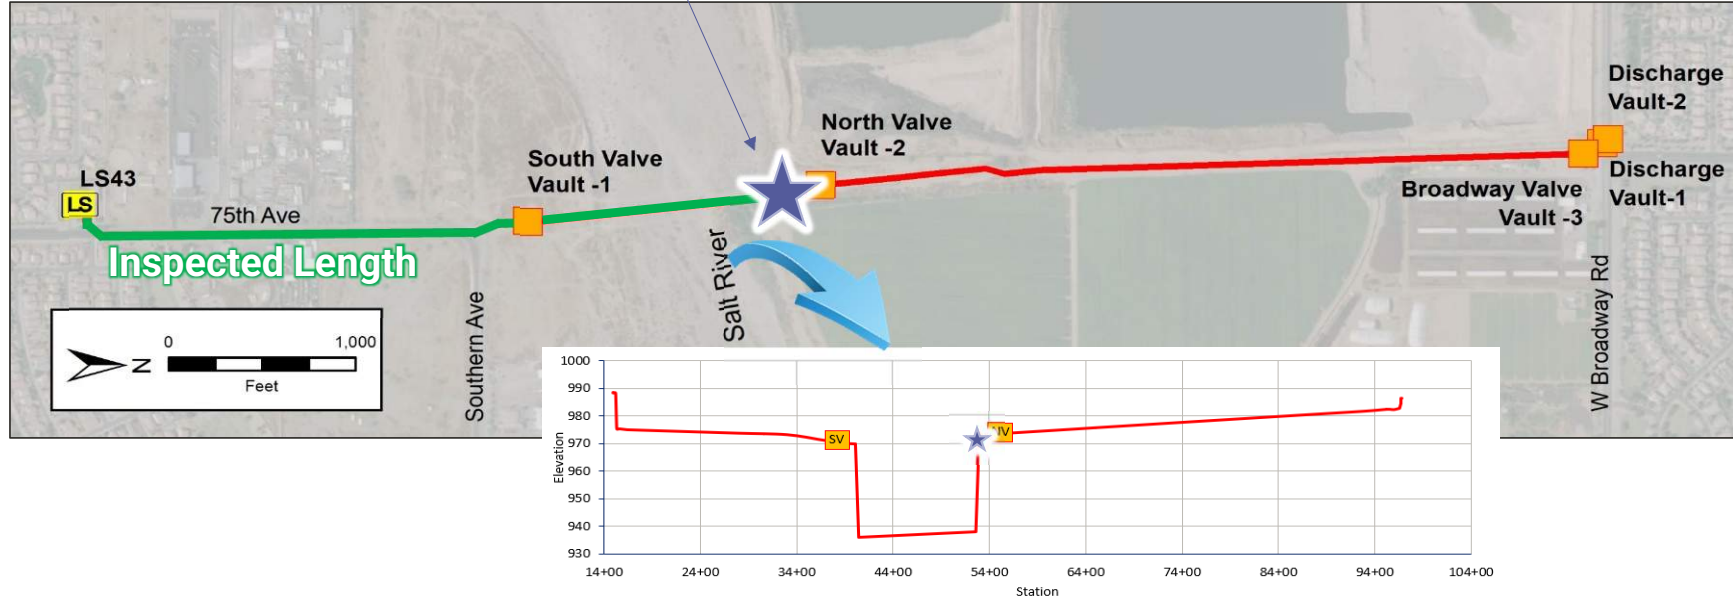 Discharge
Vault-2
North Valve
Vault -2
South Valve
Vault -1
LS43
LS
75th Ave
Inspected Length
Broadway Valve
Vault -3
Discharge
Vault-1
Salt River
Southern Ave
W Broadway Rd
0
1,000
Feet
N
1000
990
980
970
960
950
940
930
Elevation
SV
14+00
24+00
34+00
44+00
54+00
64+00
74+00
84+00
94+00
104+00
Station